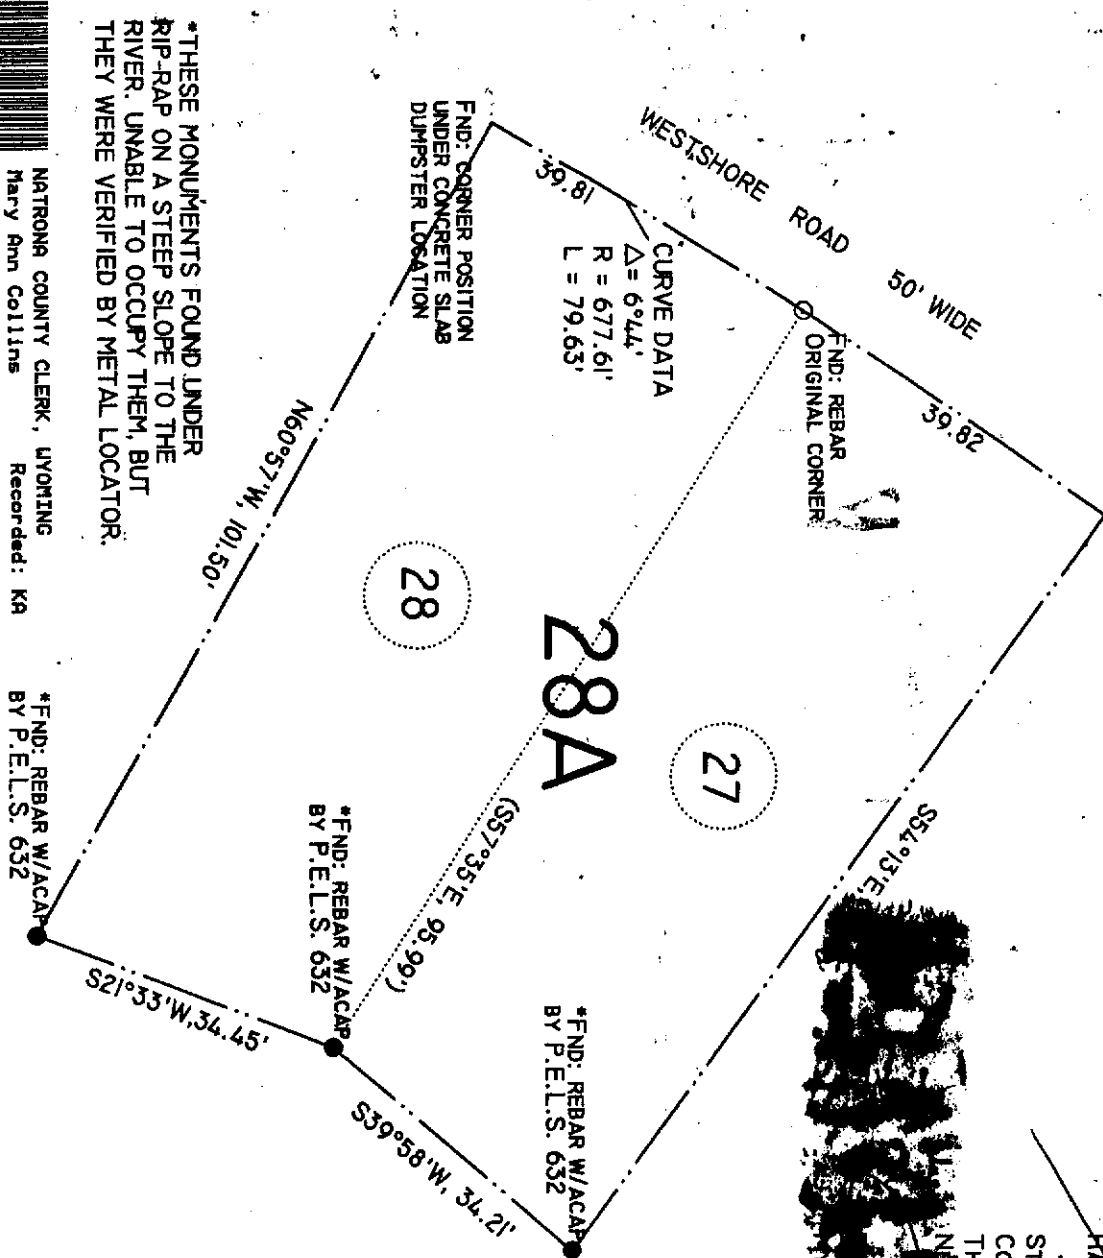 WESTSHORE ROAD 50' WIDE
39.81
39.82
CURVE DATA
Δ= 6°44'
R = 677.61'
L = 79.63'
FND: REBAR
ORIGINAL CORNER
FND: CORNER POSITION
UNDER CONCRETE SLAB
DUMPSTER LOCATION
*THESE MONUMENTS FOUND UNDER
RIP-RAP ON A STEEP SLOPE TO THE
RIVER. UNABLE TO OCCUPY THEM, BUT
THEY WERE VERIFIED BY METAL LOCATOR.
N60°57'W, 101.50'
28
28A
27
S54°13'E,
(S57°35'E, 95.99')
*FND: REBAR W/ACAP
BY P.E.L.S. 632
*FND: REBAR W/ACAP
BY P.E.L.S. 632
*FND: REBAR W/ACAP
BY P.E.L.S. 632
S21°33'W,34.45'
S39°58'W, 34.21'
NATRONA COUNTY CLERK, WYOMING
Mary Ann Collins Recorded: KA